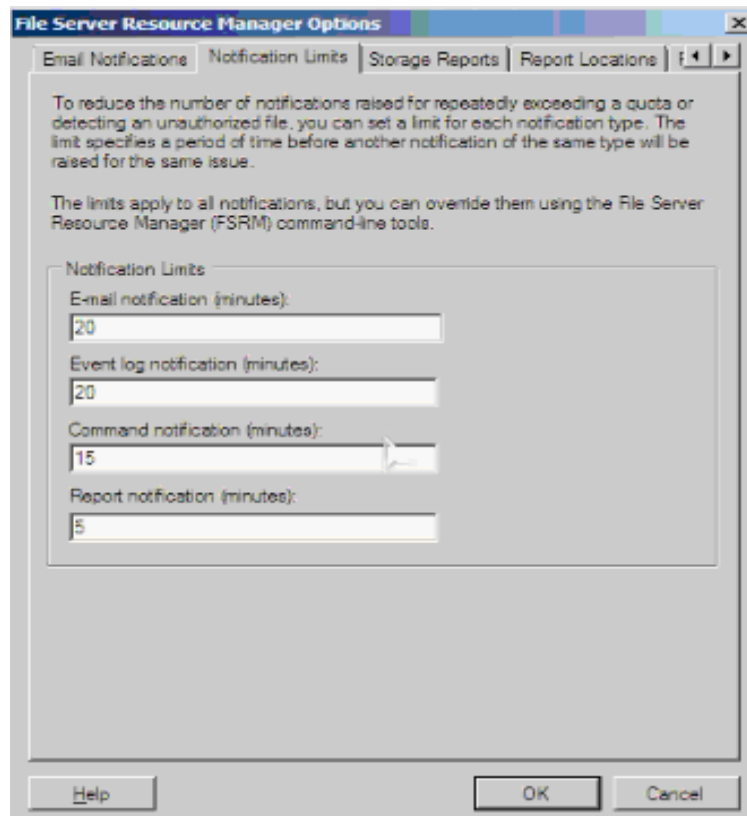 File Server Resource Manager Options
Email Notifications
Notification Limits
Storage Reports
Report Locations
To reduce the number of notifications raised for repeatedly exceeding a quota or
detecting an unauthorized file, you can set a limit for each notification type. The
limit specifies a period of time before another notification of the same type will be
raised for the same issue.
The limits apply to all notifications, but you can override them using the File Server
Resource Manager (FSRM) command-line tools.
Notification Limits
E-mail notification (minutes):
20
Event log notification (minutes):
20
Command notification (minutes):
15
Report notification (minutes):
5
Help
OK
Cancel